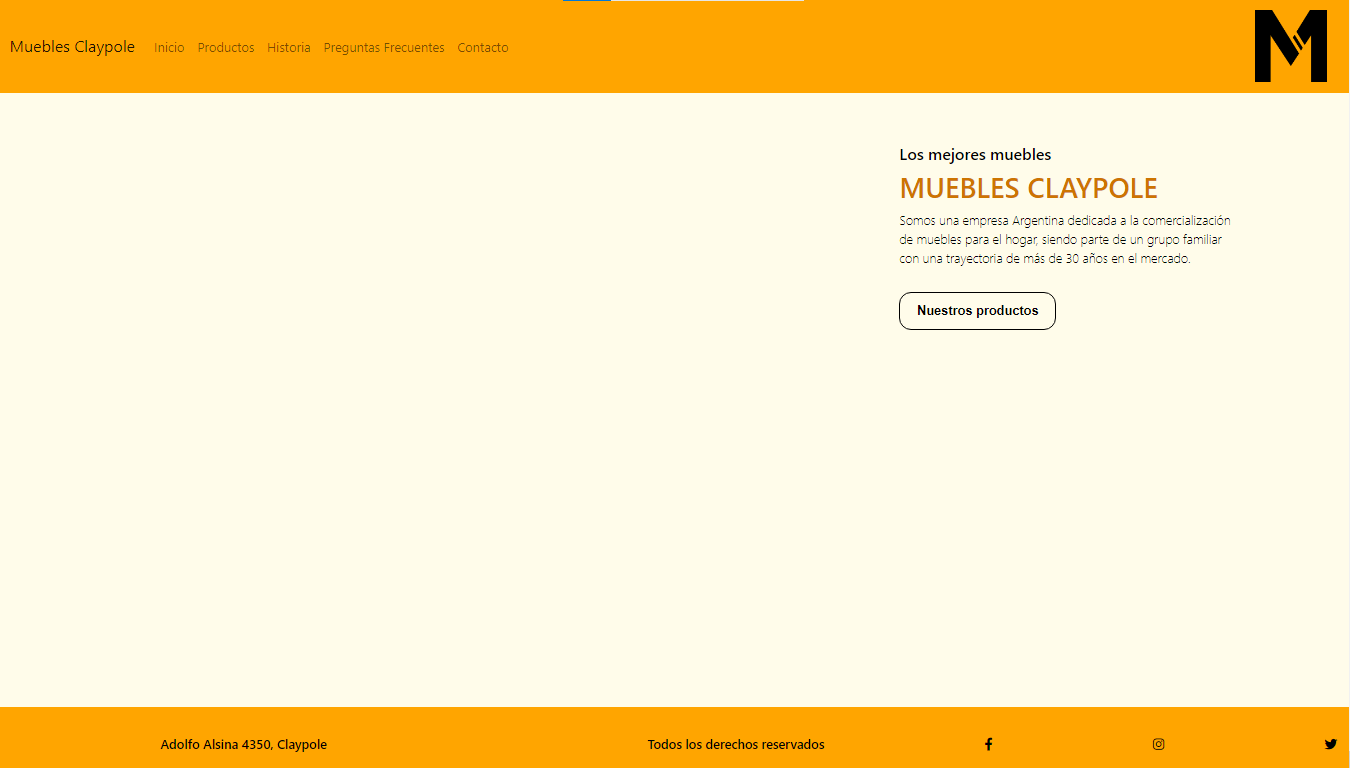 Muebles Claypole Inicio Productos Historia Preguntas Frecuentes Contacto M
Los mejores muebles
MUEBLES CLAYPOLE
Somos una empresa Argentina dedicada a la comercialización
de muebles para el hogar, siendo parte de un grupo familiar
con una trayectoria de más de 30 años en el mercado.
Nuestros productos
Adolfo Alsina 4350, Claypole Todos los derechos reservados